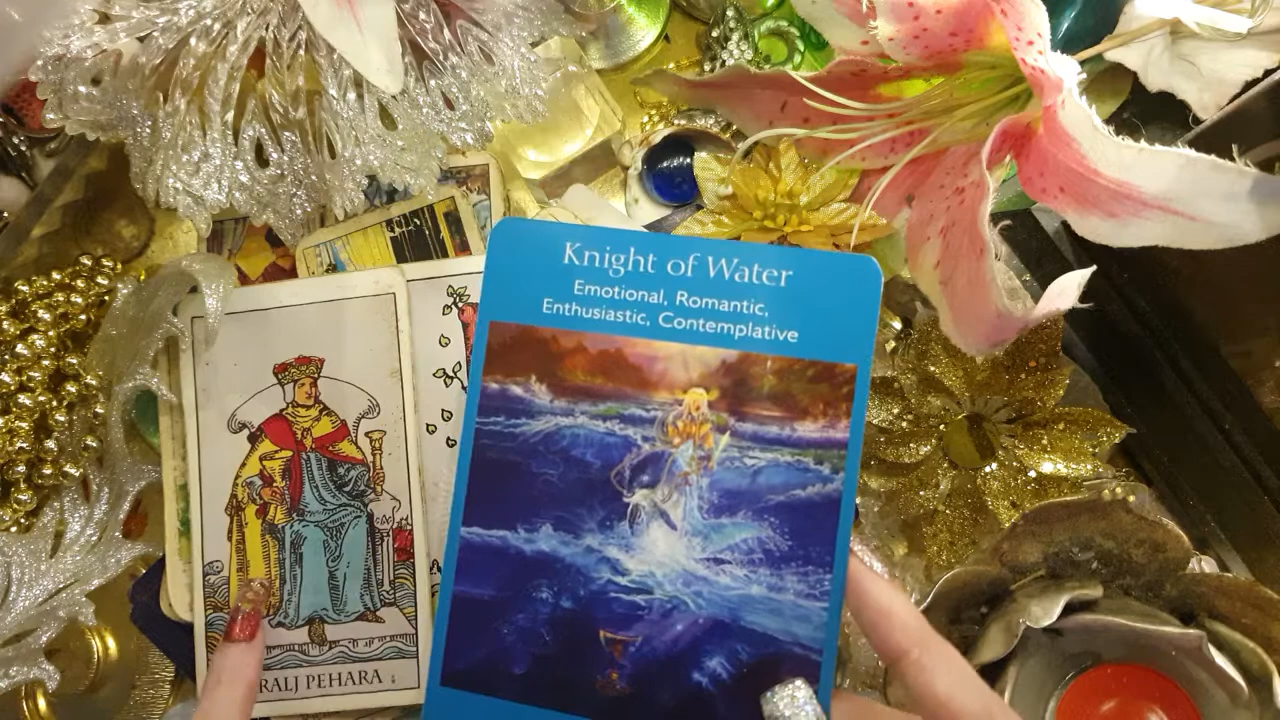 Knight of Water
Emotional, Romantic,
Enthusiastic, Contemplative
RALJ PEHARA